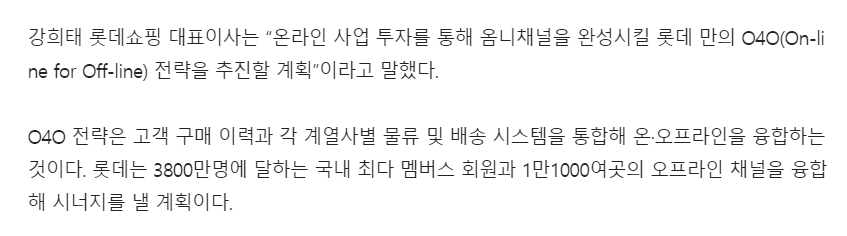 강희태 롯데쇼핑 대표이사는 “온라인 사업 투자를 통해 옴니채널을 완성시킬 롯데 만의 O4O(On-li
ne for Off-line) 전략을 추진할 계획”이라고 말했다.
O4O 전략은 고객 구매 이력과 각 계열사별 물류 및 배송 시스템을 통합해 온·오프라인을 융합하는
것이다. 롯데는 3800만명에 달하는 국내 최다 멤버스 회원과 1만1000여곳의 오프라인 채널을 융합
해 시너지를 낼 계획이다.